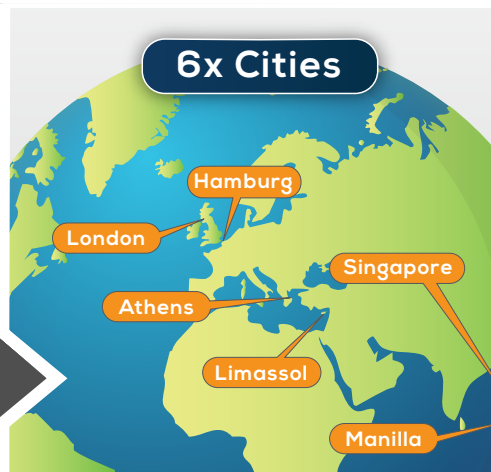 6x Cities
Hamburg
London
Singapore
Athens
Limassol
Manilla